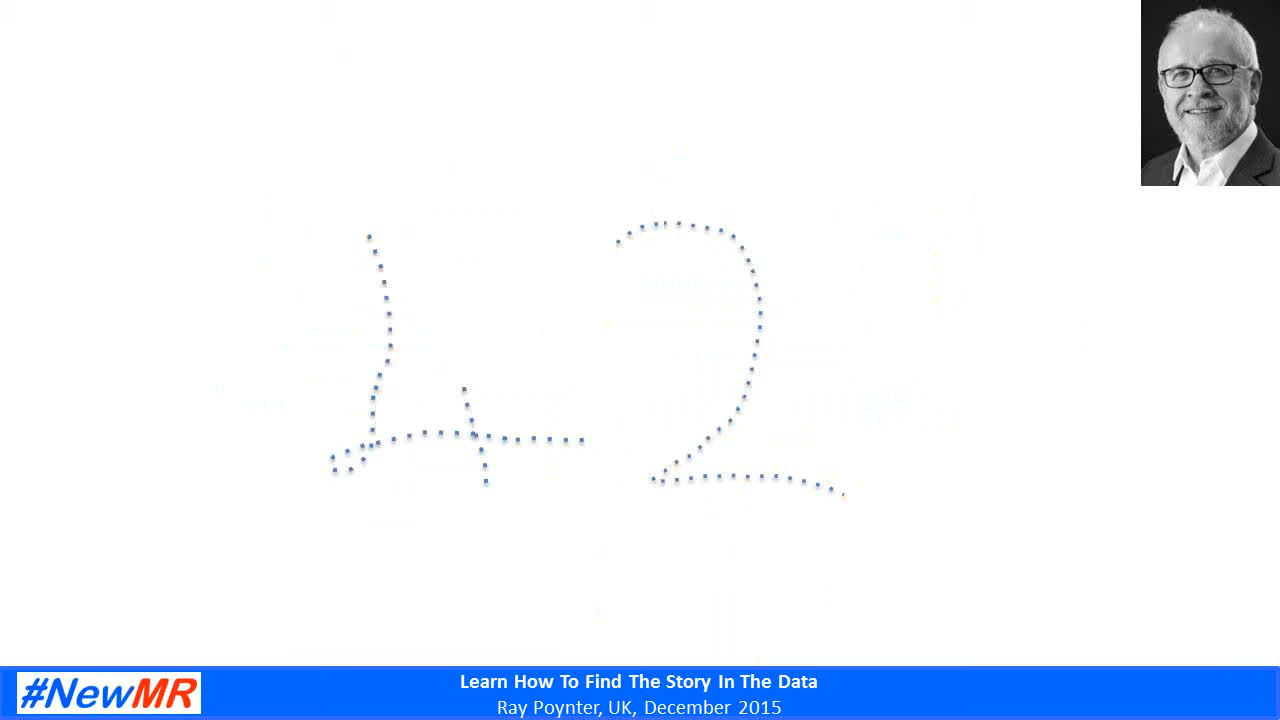 42
#NewMR
Learn How To Find The Story In The Data
Ray Poynter, UK, December 2015